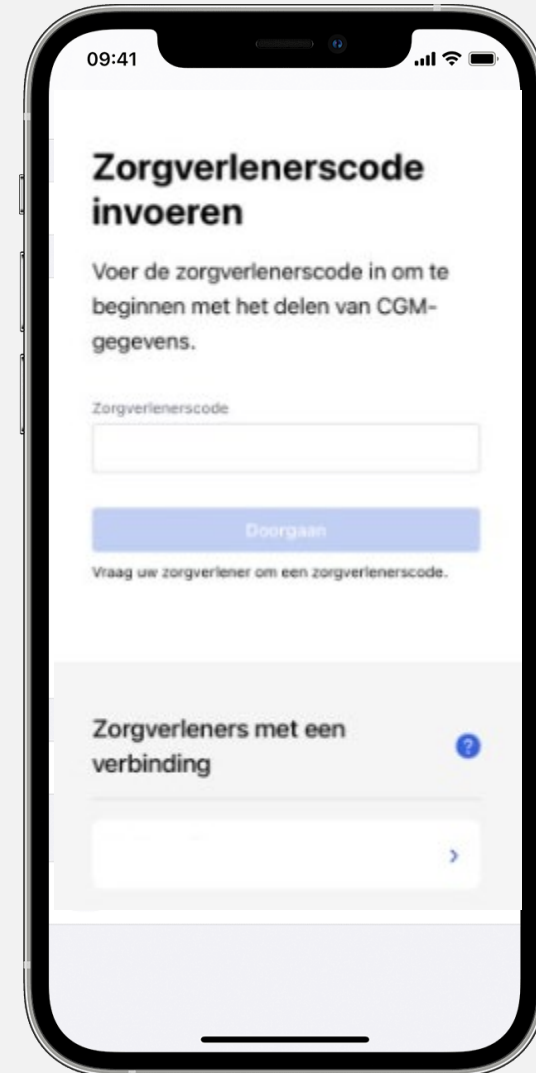 09:41
Zorgverlenerscode
invoeren
Voer de zorgverlenerscode in om te
beginnen met het delen van CGM-
gegevens.
Zorgverlenerscode
Doorgaan
Vraag uw zorgverlener om een zorgverlenerscode.
Zorgverleners met een
verbinding
?